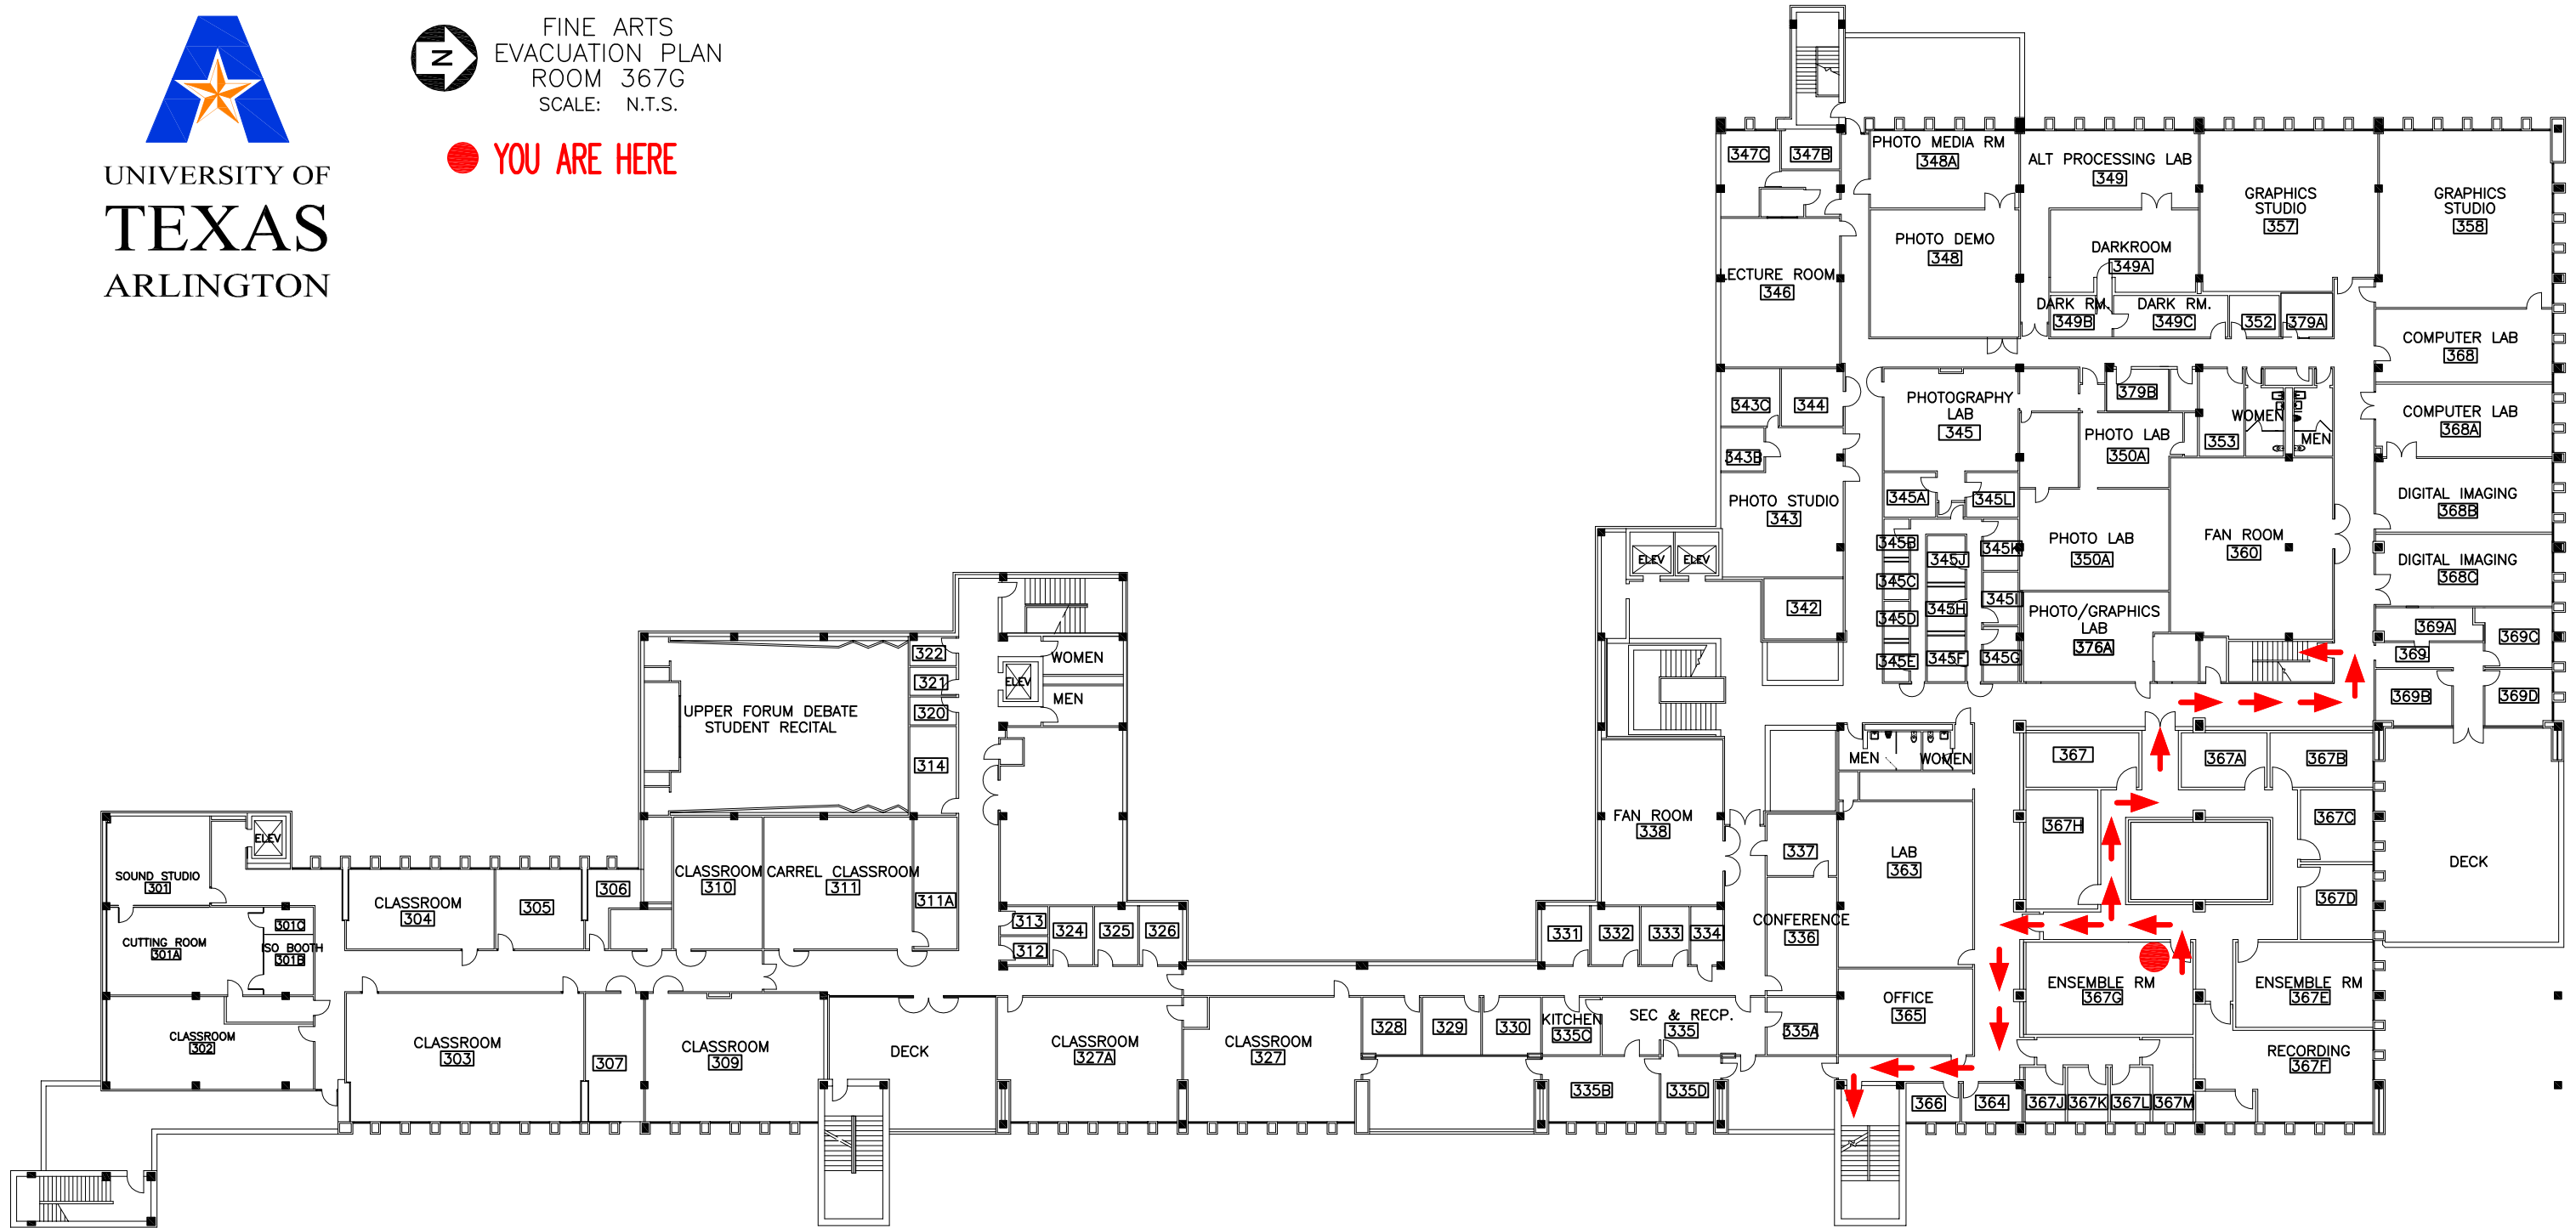 UNIVERSITY OF
TEXAS
ARLINGTON
N
FINE ARTS
EVACUATION PLAN
ROOM 367G
SCALE: N.T.S.
YOU ARE HERE
347C
347B
PHOTO MEDIA RM
348A
ALT PROCESSING LAB
349
GRAPHICS
STUDIO
357
GRAPHICS
STUDIO
358
PHOTO DEMO
348
DARKROOM
349A
LECTURE ROOM
346
DARK RM.
349B
DARK RM.
349C
352
379A
COMPUTER LAB
368
343C
344
PHOTOGRAPHY
LAB
345
379B
WOMEN
MEN
353
COMPUTER LAB
368A
PHOTO LAB
350A
343B
PHOTO STUDIO
343
345A
345L
DIGITAL IMAGING
368B
345B
345J
345K
PHOTO LAB
350A
FAN ROOM
360
ELEV
ELEV
DIGITAL IMAGING
368C
345C
345I
342
345D
345H
PHOTO/GRAPHICS
LAB
376A
369A
369C
369
345E
345F
345G
369B
369D
322
321
320
WOMEN
ELEV
MEN
UPPER FORUM DEBATE
STUDENT RECITAL
314
MEN
WOMEN
367
367A
367B
FAN ROOM
338
337
LAB
363
367H
367C
DECK
ELEV
SOUND STUDIO
301
CLASSROOM
304
305
306
CLASSROOM
310
CARREL CLASSROOM
311
311A
313
312
324
325
326
331
332
333
334
CONFERENCE
336
367D
301C
CUTTING ROOM
301A
ISO BOOTH
301B
ENSEMBLE RM
367G
ENSEMBLE RM
367E
OFFICE
365
CLASSROOM
302
CLASSROOM
303
307
CLASSROOM
309
DECK
CLASSROOM
327A
CLASSROOM
327
328
329
330
KITCHEN
335C
SEC & RECP.
335
335A
RECORDING
367F
335B
335D
366
364
367J
367K
367L
367M